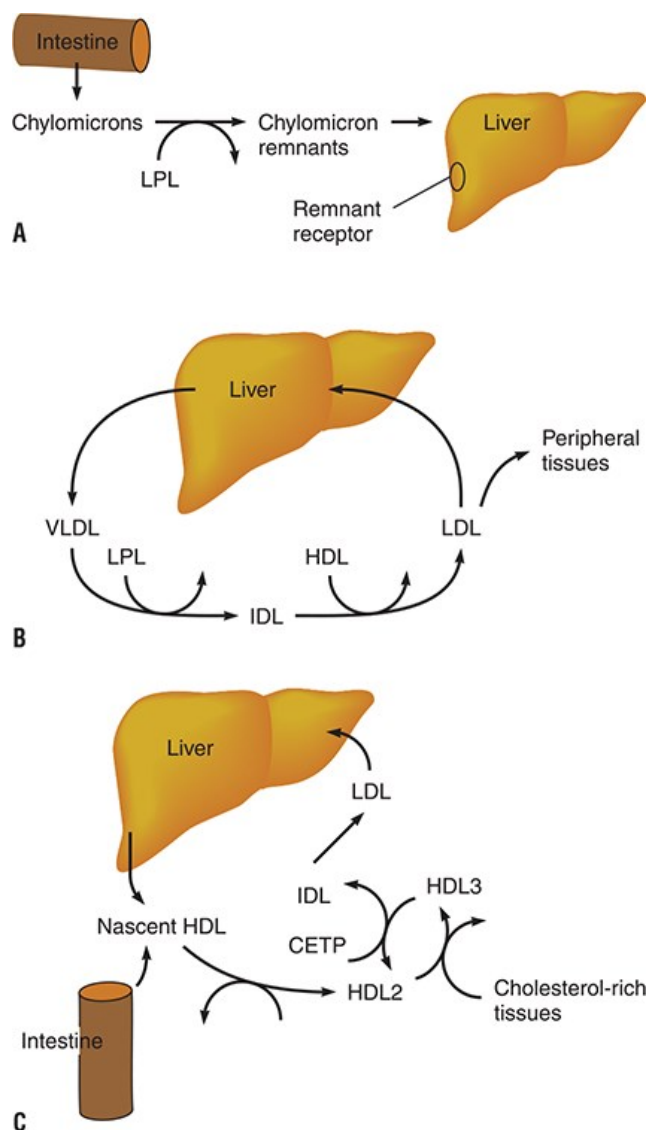 Intestine
Chylomicrons
Chylomicron
remnants
Liver
LPL
Remnant
receptor
A
Liver
Peripheral
tissues
VLDL
LDL
LPL
HDL
IDL
B
Liver
LDL
IDL
HDL3
Nascent HDL
CETP
HDL2
Cholesterol-rich
tissues
Intestine
C